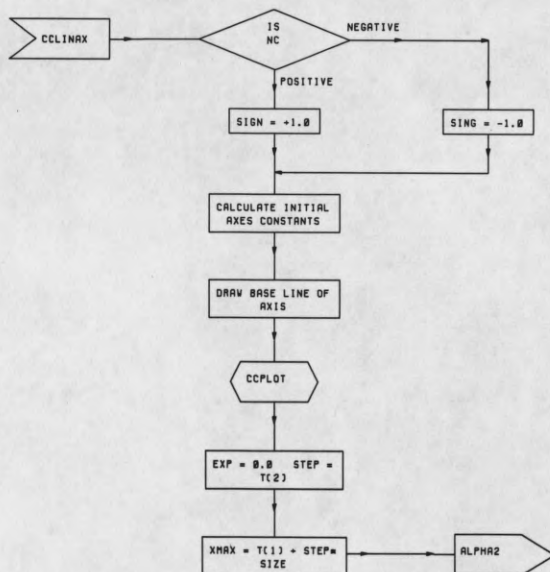 CCLINAX
IS
NC
NEGATIVE
POSITIVE
SIGN = +1.0
SING = -1.0
CALCULATE INITIAL
AXES CONSTANTS
DRAW BASE LINE OF
AXIS
CCPLOT
EXP = 0.0 STEP =
T(2)
XMAX = T(1) + STEP*
SIZE
ALPHA2